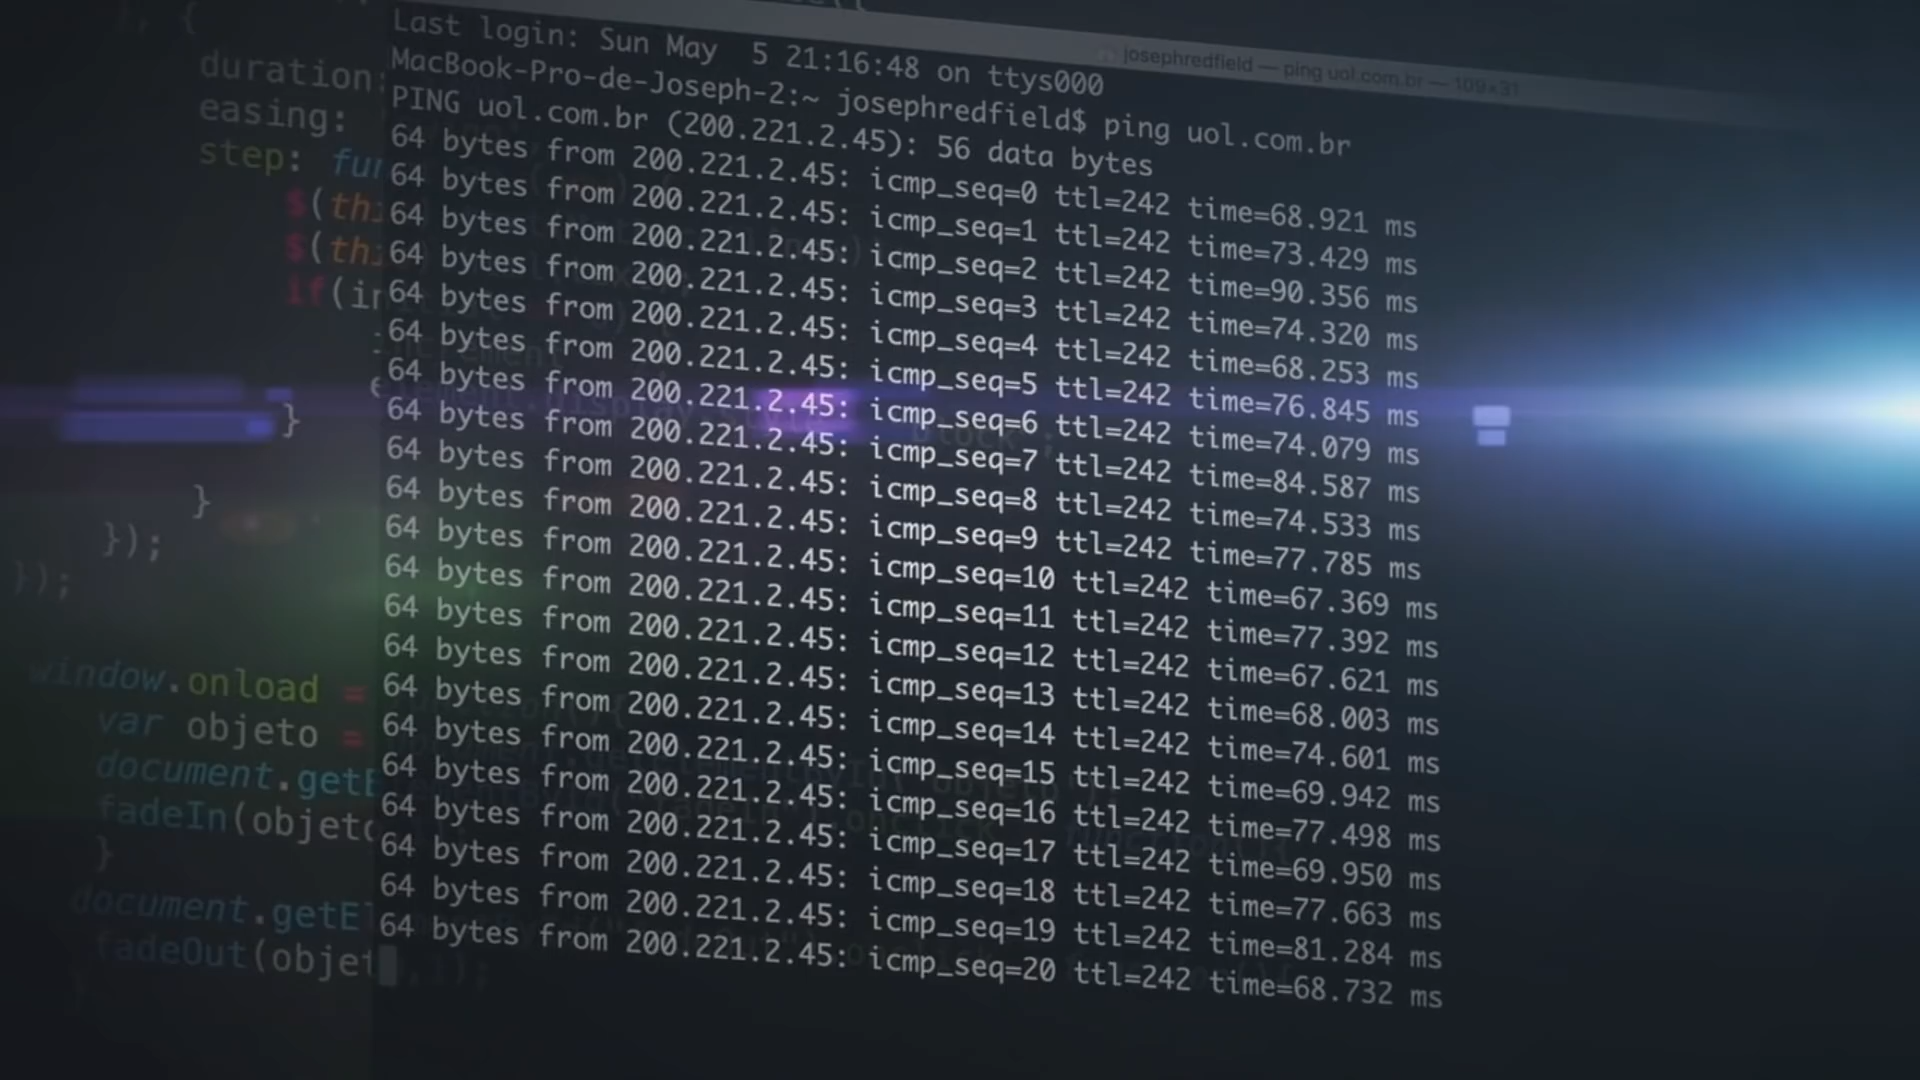 josephredfield — ping uol.com.br — 109×31
Last login: Sun May  5 21:16:48 on ttys000
MacBook-Pro-de-Joseph-2:~ josephredfield$ ping uol.com.br
PING uol.com.br (200.221.2.45): 56 data bytes
64 bytes from 200.221.2.45: icmp_seq=0 ttl=242 time=68.921 ms
64 bytes from 200.221.2.45: icmp_seq=1 ttl=242 time=73.429 ms
64 bytes from 200.221.2.45: icmp_seq=2 ttl=242 time=90.356 ms
64 bytes from 200.221.2.45: icmp_seq=3 ttl=242 time=74.320 ms
64 bytes from 200.221.2.45: icmp_seq=4 ttl=242 time=68.253 ms
64 bytes from 200.221.2.45: icmp_seq=5 ttl=242 time=76.845 ms
64 bytes from 200.221.2.45: icmp_seq=6 ttl=242 time=74.079 ms
64 bytes from 200.221.2.45: icmp_seq=7 ttl=242 time=84.587 ms
64 bytes from 200.221.2.45: icmp_seq=8 ttl=242 time=74.533 ms
64 bytes from 200.221.2.45: icmp_seq=9 ttl=242 time=77.785 ms
64 bytes from 200.221.2.45: icmp_seq=10 ttl=242 time=67.369 ms
64 bytes from 200.221.2.45: icmp_seq=11 ttl=242 time=77.392 ms
64 bytes from 200.221.2.45: icmp_seq=12 ttl=242 time=67.621 ms
64 bytes from 200.221.2.45: icmp_seq=13 ttl=242 time=68.003 ms
64 bytes from 200.221.2.45: icmp_seq=14 ttl=242 time=74.601 ms
64 bytes from 200.221.2.45: icmp_seq=15 ttl=242 time=69.942 ms
64 bytes from 200.221.2.45: icmp_seq=16 ttl=242 time=77.498 ms
64 bytes from 200.221.2.45: icmp_seq=17 ttl=242 time=69.950 ms
64 bytes from 200.221.2.45: icmp_seq=18 ttl=242 time=77.663 ms
64 bytes from 200.221.2.45: icmp_seq=19 ttl=242 time=81.284 ms
64 bytes from 200.221.2.45: icmp_seq=20 ttl=242 time=68.732 ms
}, {
duration:
easing:
step: fun
$(thi
$(thi
if(in
}
}
});
});
window.onload =
var objeto =
document.getE
fadeIn(objeto
}
document.getEl
fadeOut(objet